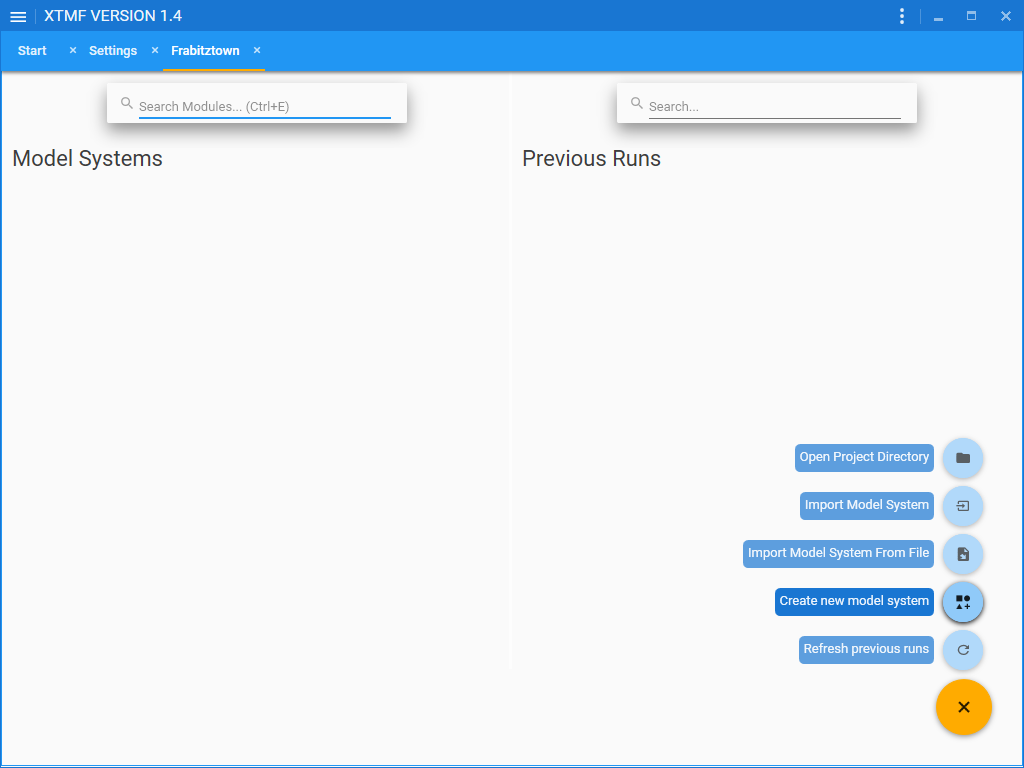 XTMF VERSION 1.4
Start × Settings × Frabitztown ×
Search Modules... (Ctrl+E)
Search...
Model Systems
Previous Runs
Open Project Directory
Import Model System
Import Model System From File
Create new model system
Refresh previous runs